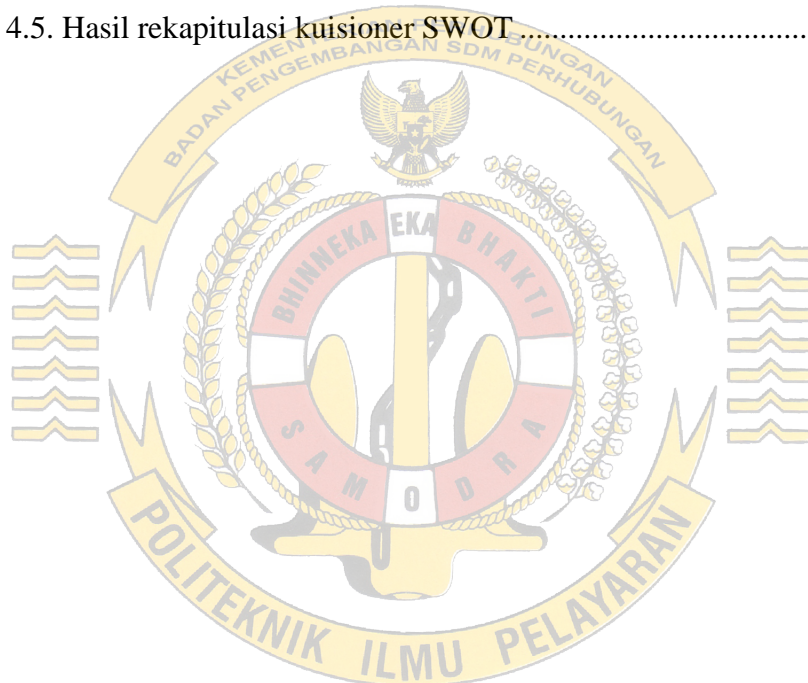 4.5. Hasil rekapitulasi kuisioner SWOT ..................................
KEMENTERIAN PERHUBUNGAN
BADAN PENGEMBANGAN SDM PERHUBUNGAN
BHINNEKA EKA BHAKTI
SAMODRA
POLITEKNIK ILMU PELAYARAN